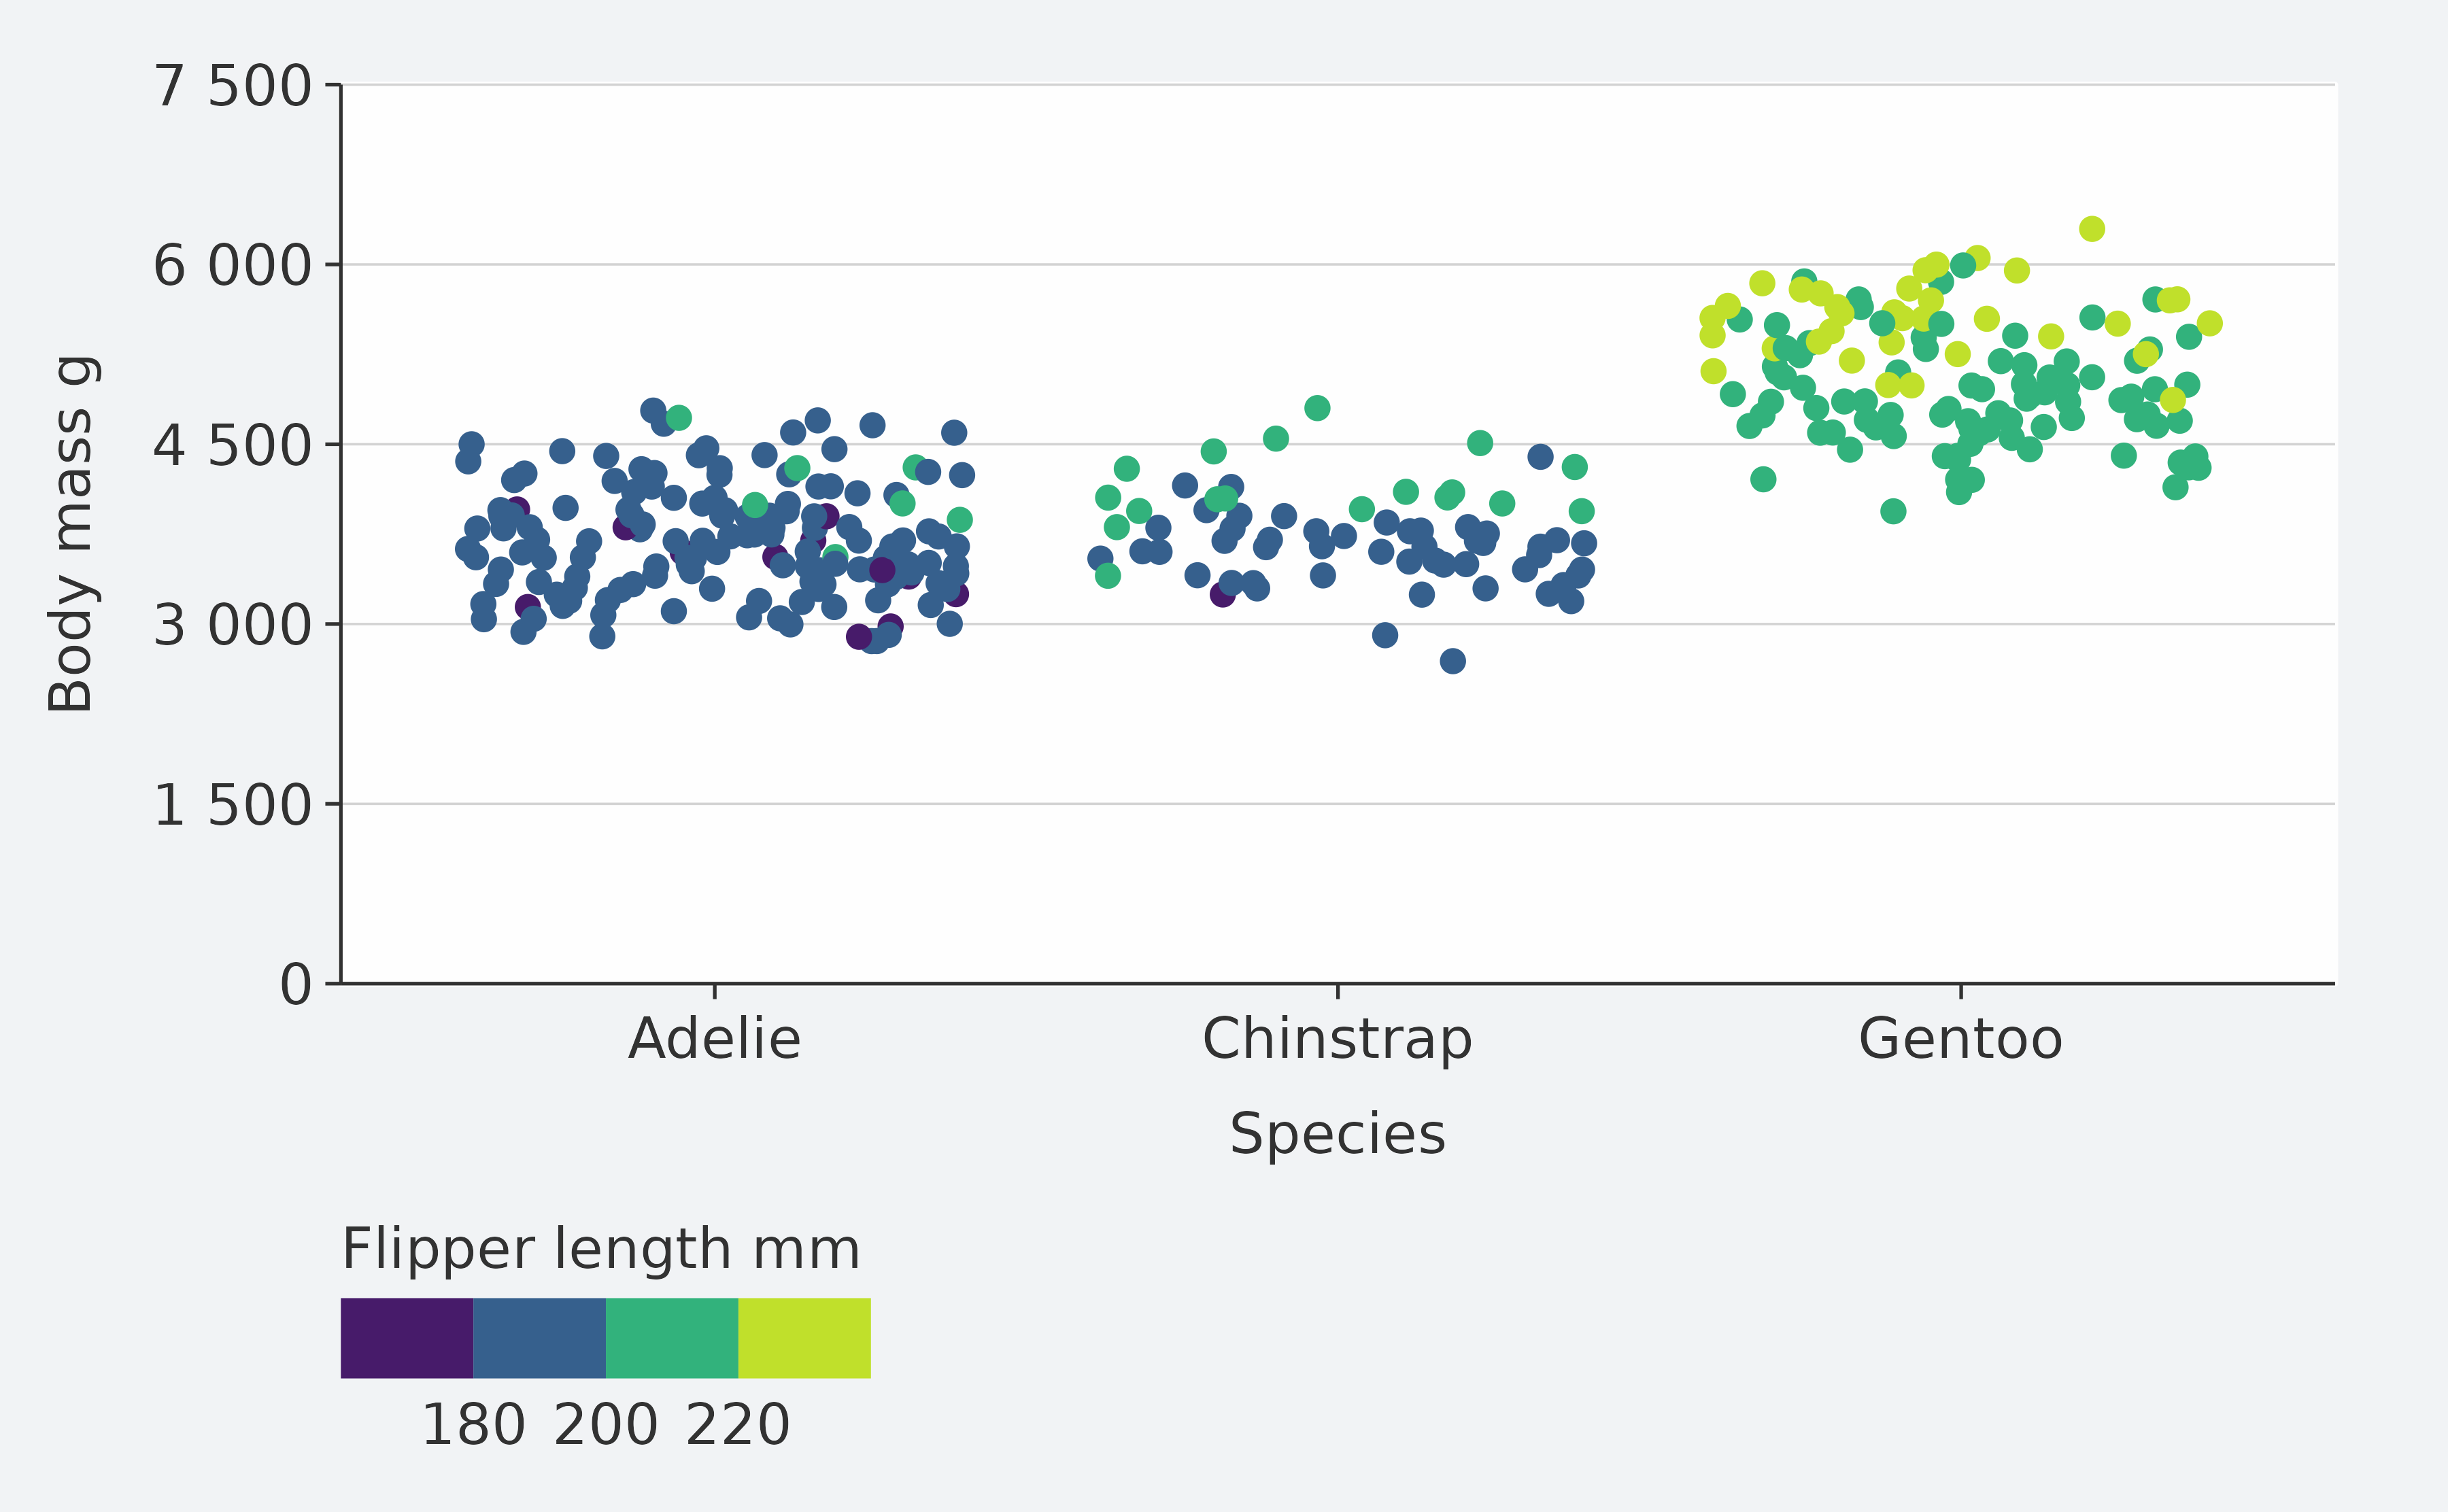 7 500
6 000
4 500
3 000
1 500
0
Body mass g
Adelie
Chinstrap
Gentoo
Species
Flipper length mm
180 200 220